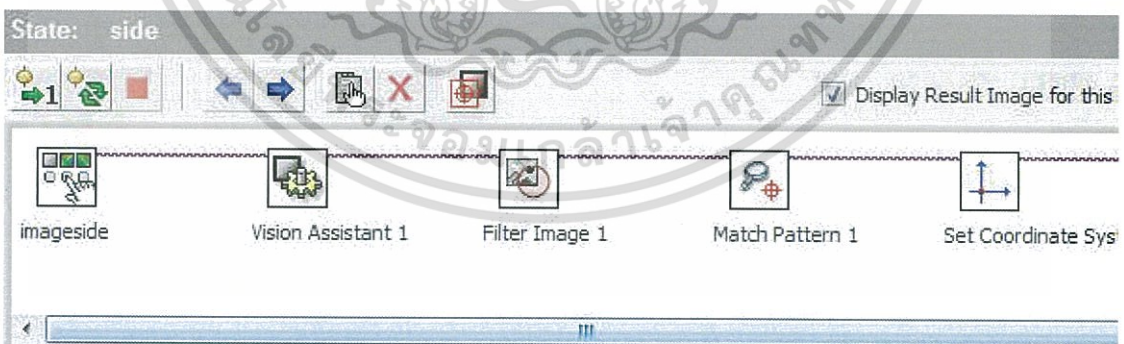 State: side
1
Display Result Image for this
imageside
Vision Assistant 1
Filter Image 1
Match Pattern 1
Set Coordinate Sys